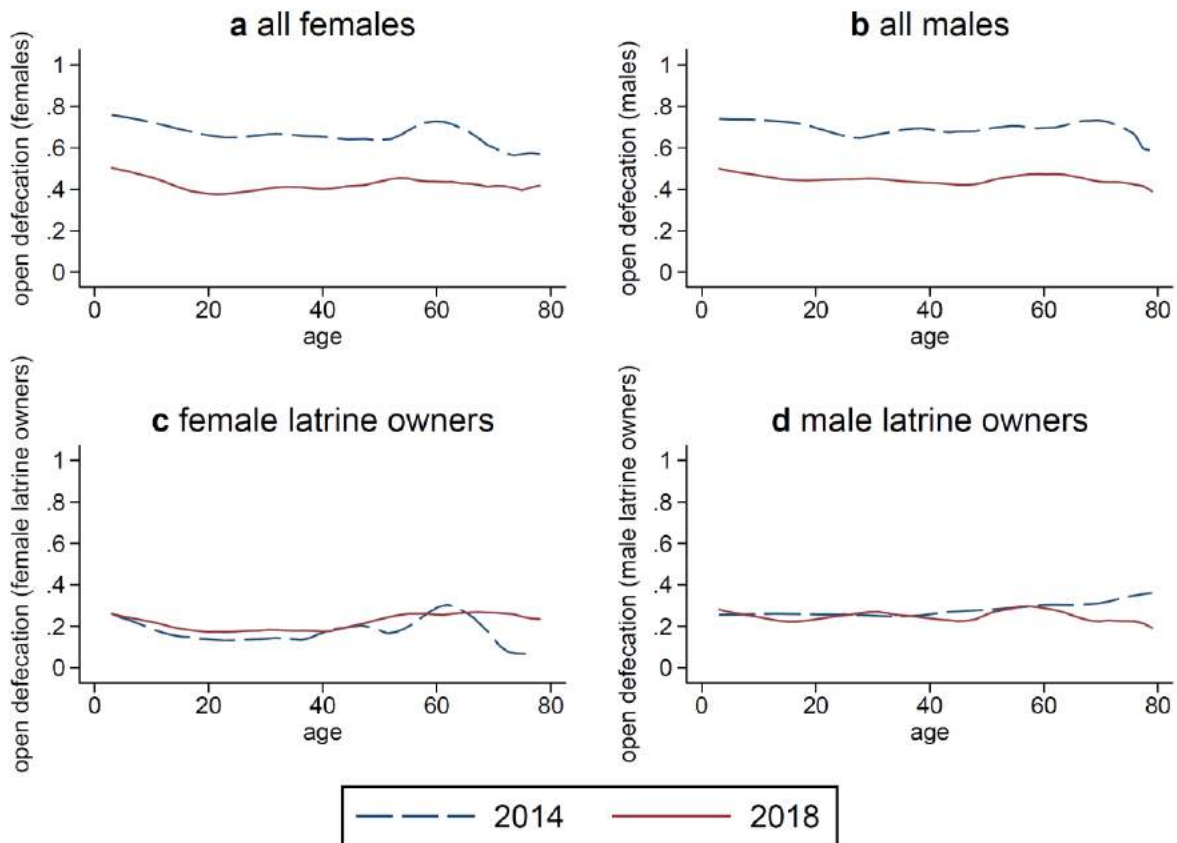 a all females
open defecation (females)
1
.8
.6
.4
.2
0
0 20 40 60 80
age
b all males
open defecation (males)
1
.8
.6
.4
.2
0
0 20 40 60 80
age
c female latrine owners
open defecation (female latrine owners)
1
.8
.6
.4
.2
0
0 20 40 60 80
age
d male latrine owners
open defecation (male latrine owners)
1
.8
.6
.4
.2
0
0 20 40 60 80
age
2014 2018